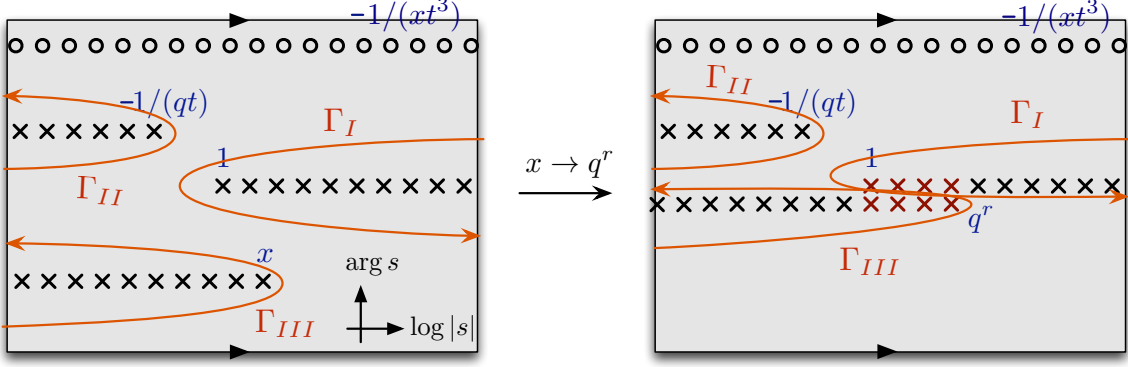 −1/(xt³)
−1/(qt)
Γ_I
1
Γ_II
x
arg s
Γ_III
log |s|
x → q^r
−1/(xt³)
Γ_II
−1/(qt)
Γ_I
1
q^r
Γ_III